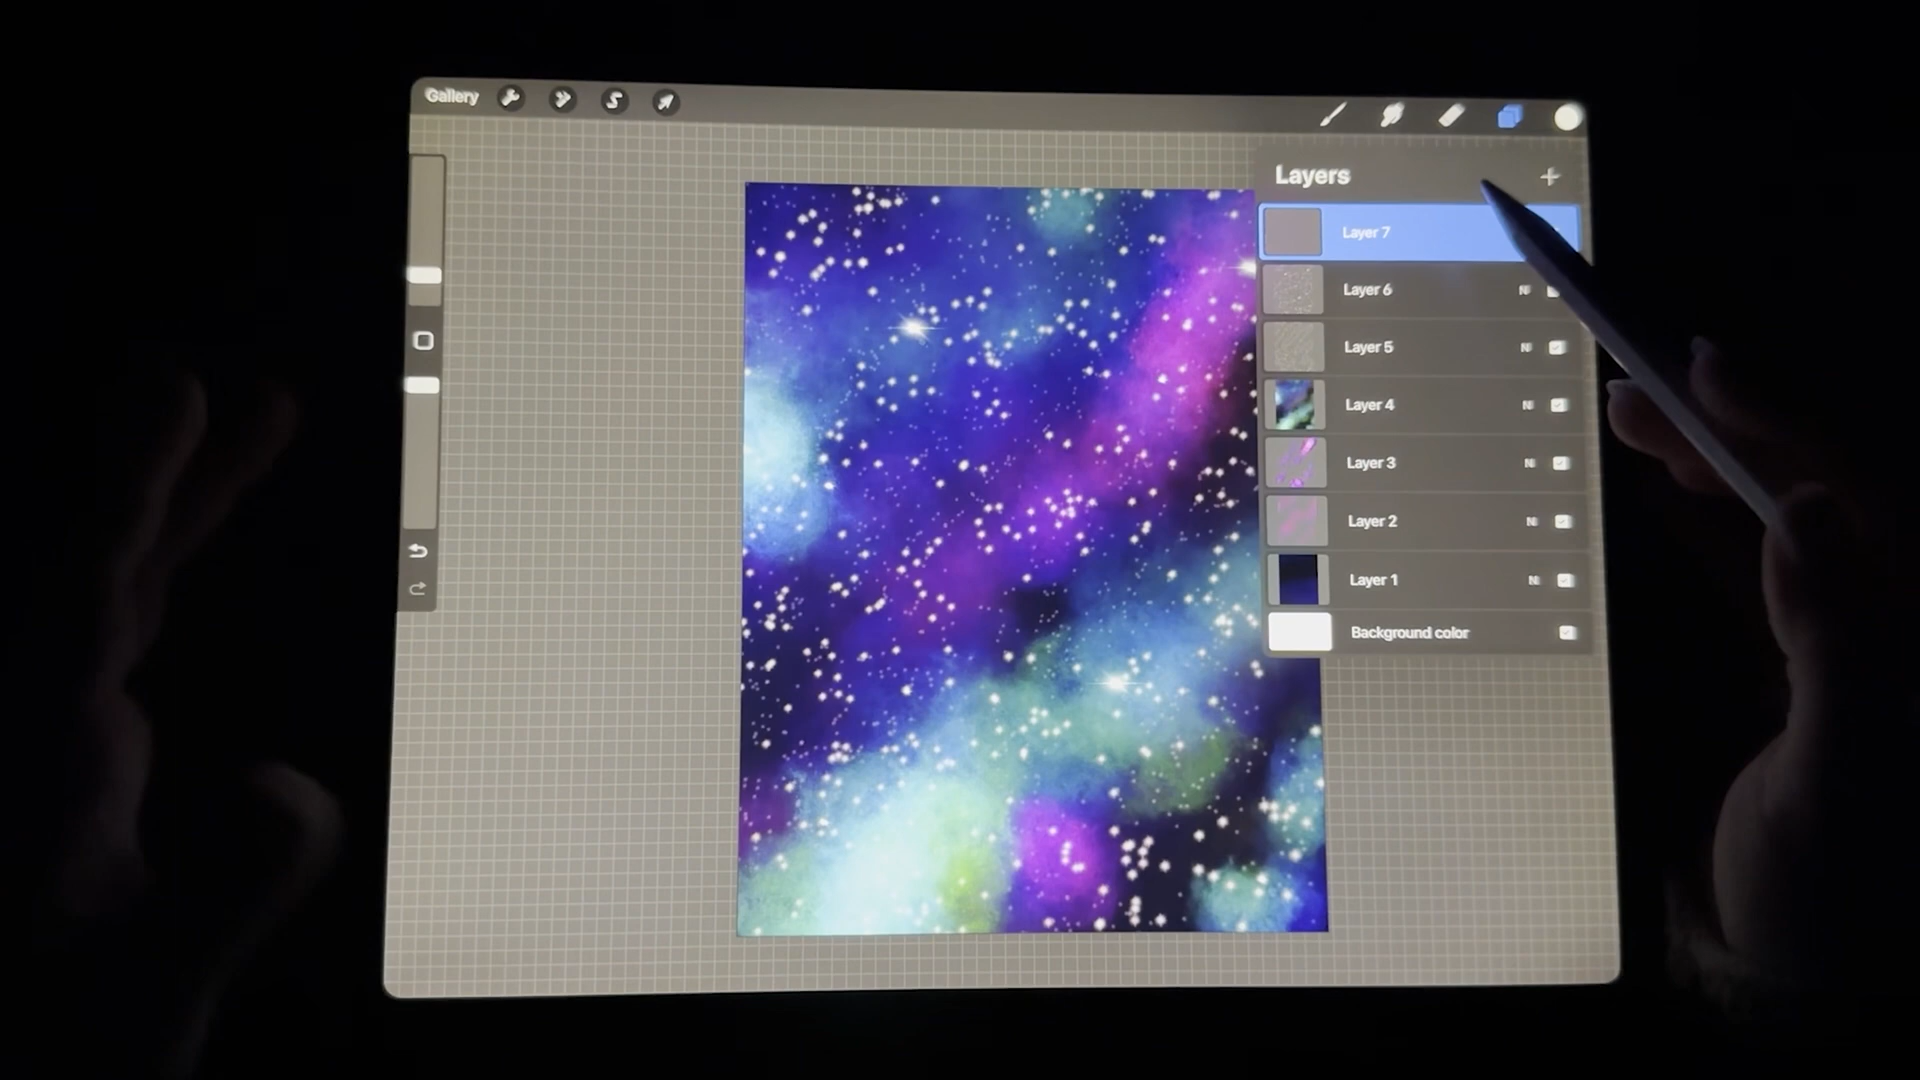 Gallery
Layers
Layer 7
Layer 6 N
Layer 5 N
Layer 4 N
Layer 3 N
Layer 2 N
Layer 1 N
Background color